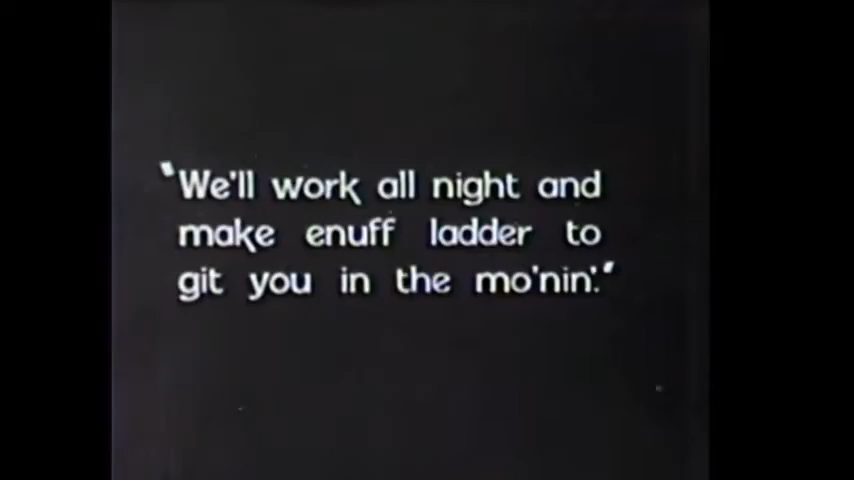 "We'll work all night and
make enuff ladder to
git you in the mo'nin'."